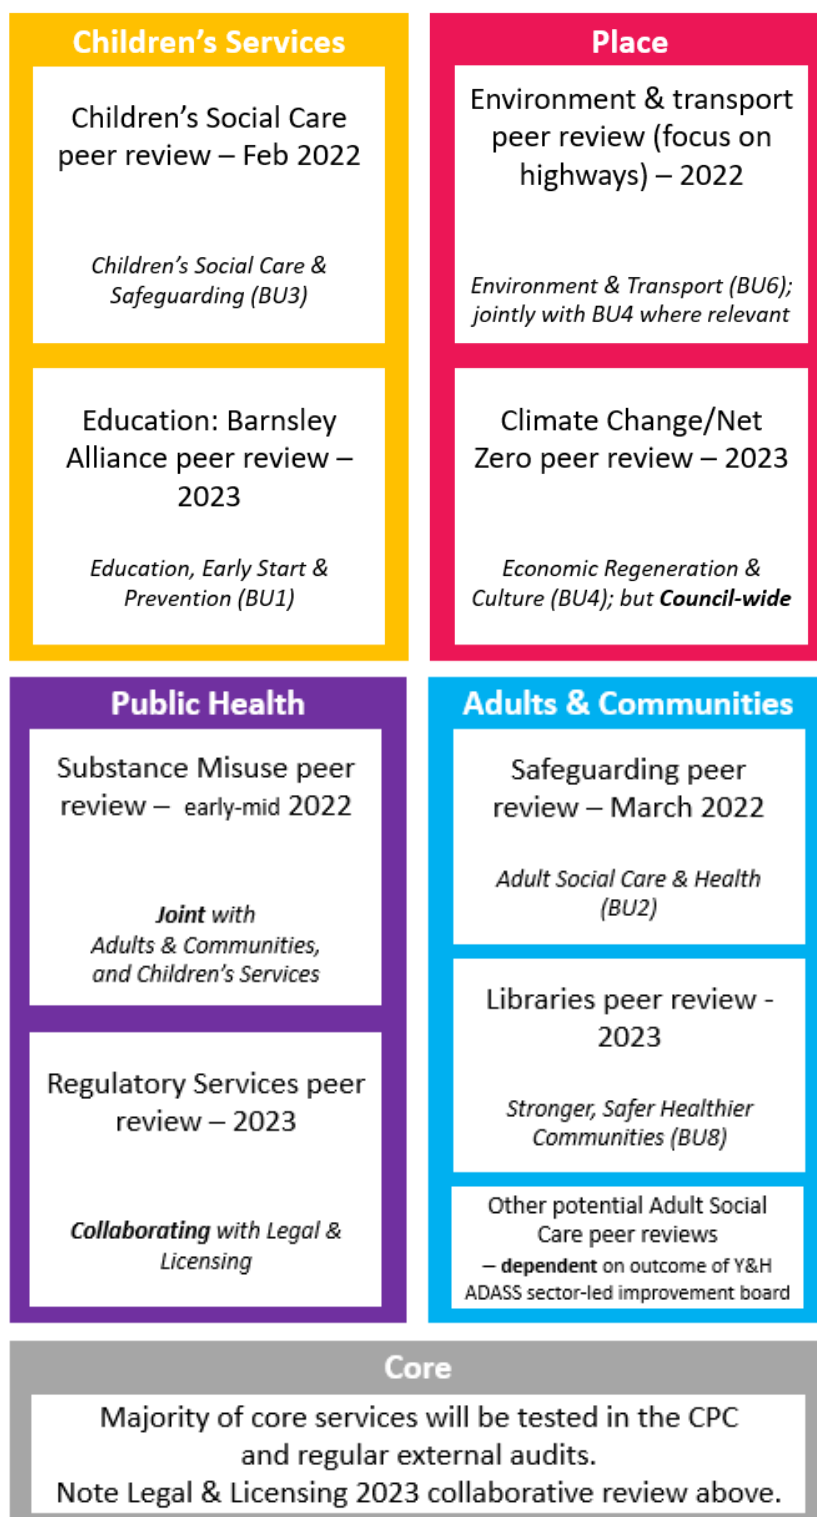 Children's Services
Children's Social Care
peer review – Feb 2022
Children's Social Care &
Safeguarding (BU3)
Education: Barnsley
Alliance peer review –
2023
Education, Early Start &
Prevention (BU1)
Place
Environment & transport
peer review (focus on
highways) – 2022
Environment & Transport (BU6);
jointly with BU4 where relevant
Climate Change/Net
Zero peer review – 2023
Economic Regeneration &
Culture (BU4); but Council-wide
Public Health
Substance Misuse peer
review – early-mid 2022
Joint with
Adults & Communities,
and Children's Services
Regulatory Services peer
review – 2023
Collaborating with Legal &
Licensing
Adults & Communities
Safeguarding peer
review – March 2022
Adult Social Care & Health
(BU2)
Libraries peer review -
2023
Stronger, Safer Healthier
Communities (BU8)
Other potential Adult Social
Care peer reviews
– dependent on outcome of Y&H
ADASS sector-led improvement board
Core
Majority of core services will be tested in the CPC
and regular external audits.
Note Legal & Licensing 2023 collaborative review above.